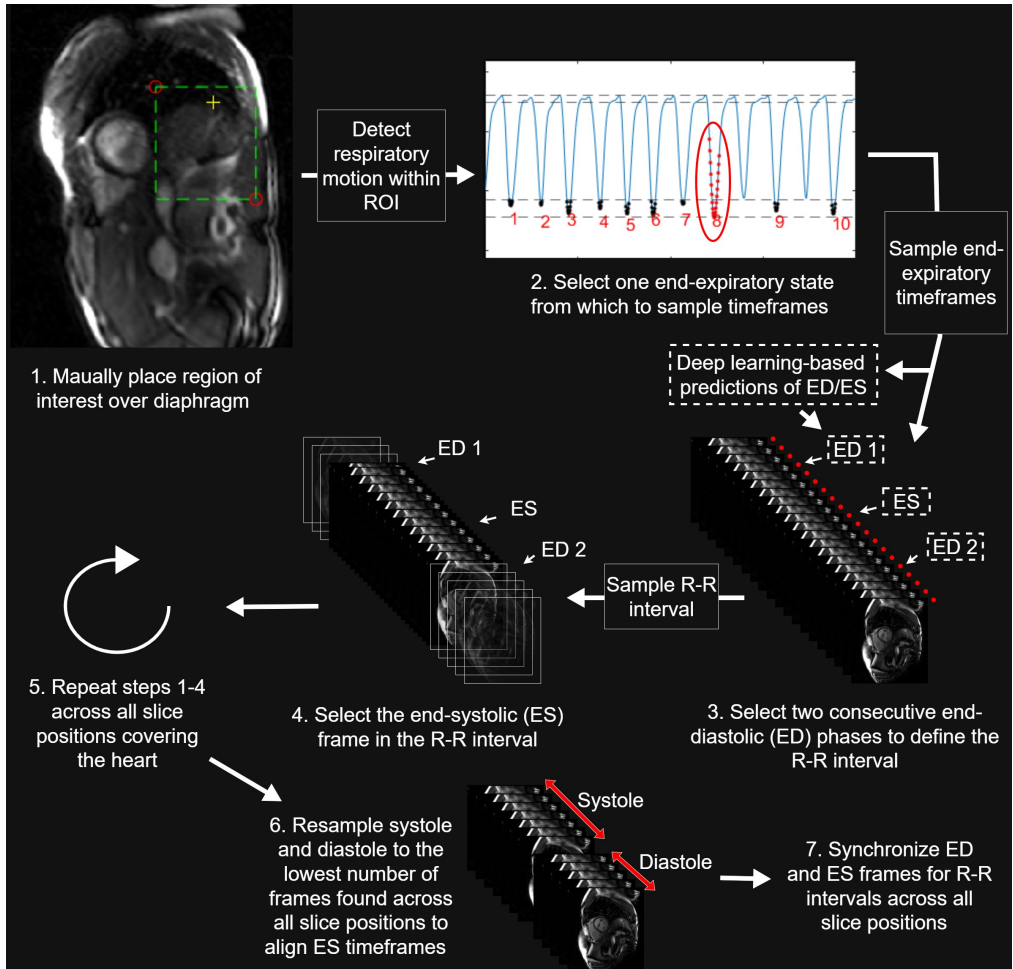 Detect
respiratory
motion within
ROI
1 2 3 4 5 6 7 8 9 10
1. Maually place region of
interest over diaphragm
2. Select one end-expiratory state
from which to sample timeframes
Sample end-
expiratory
timeframes
Deep learning-based
predictions of ED/ES
ED 1
ES
ED 2
3. Select two consecutive end-
diastolic (ED) phases to define the
R-R interval
Sample R-R
interval
ED 1
ES
ED 2
4. Select the end-systolic (ES)
frame in the R-R interval
5. Repeat steps 1-4
across all slice
positions covering
the heart
6. Resample systole
and diastole to the
lowest number of
frames found across
all slice positions to
align ES timeframes
Systole
Diastole
7. Synchronize ED
and ES frames for R-R
intervals across all
slice positions